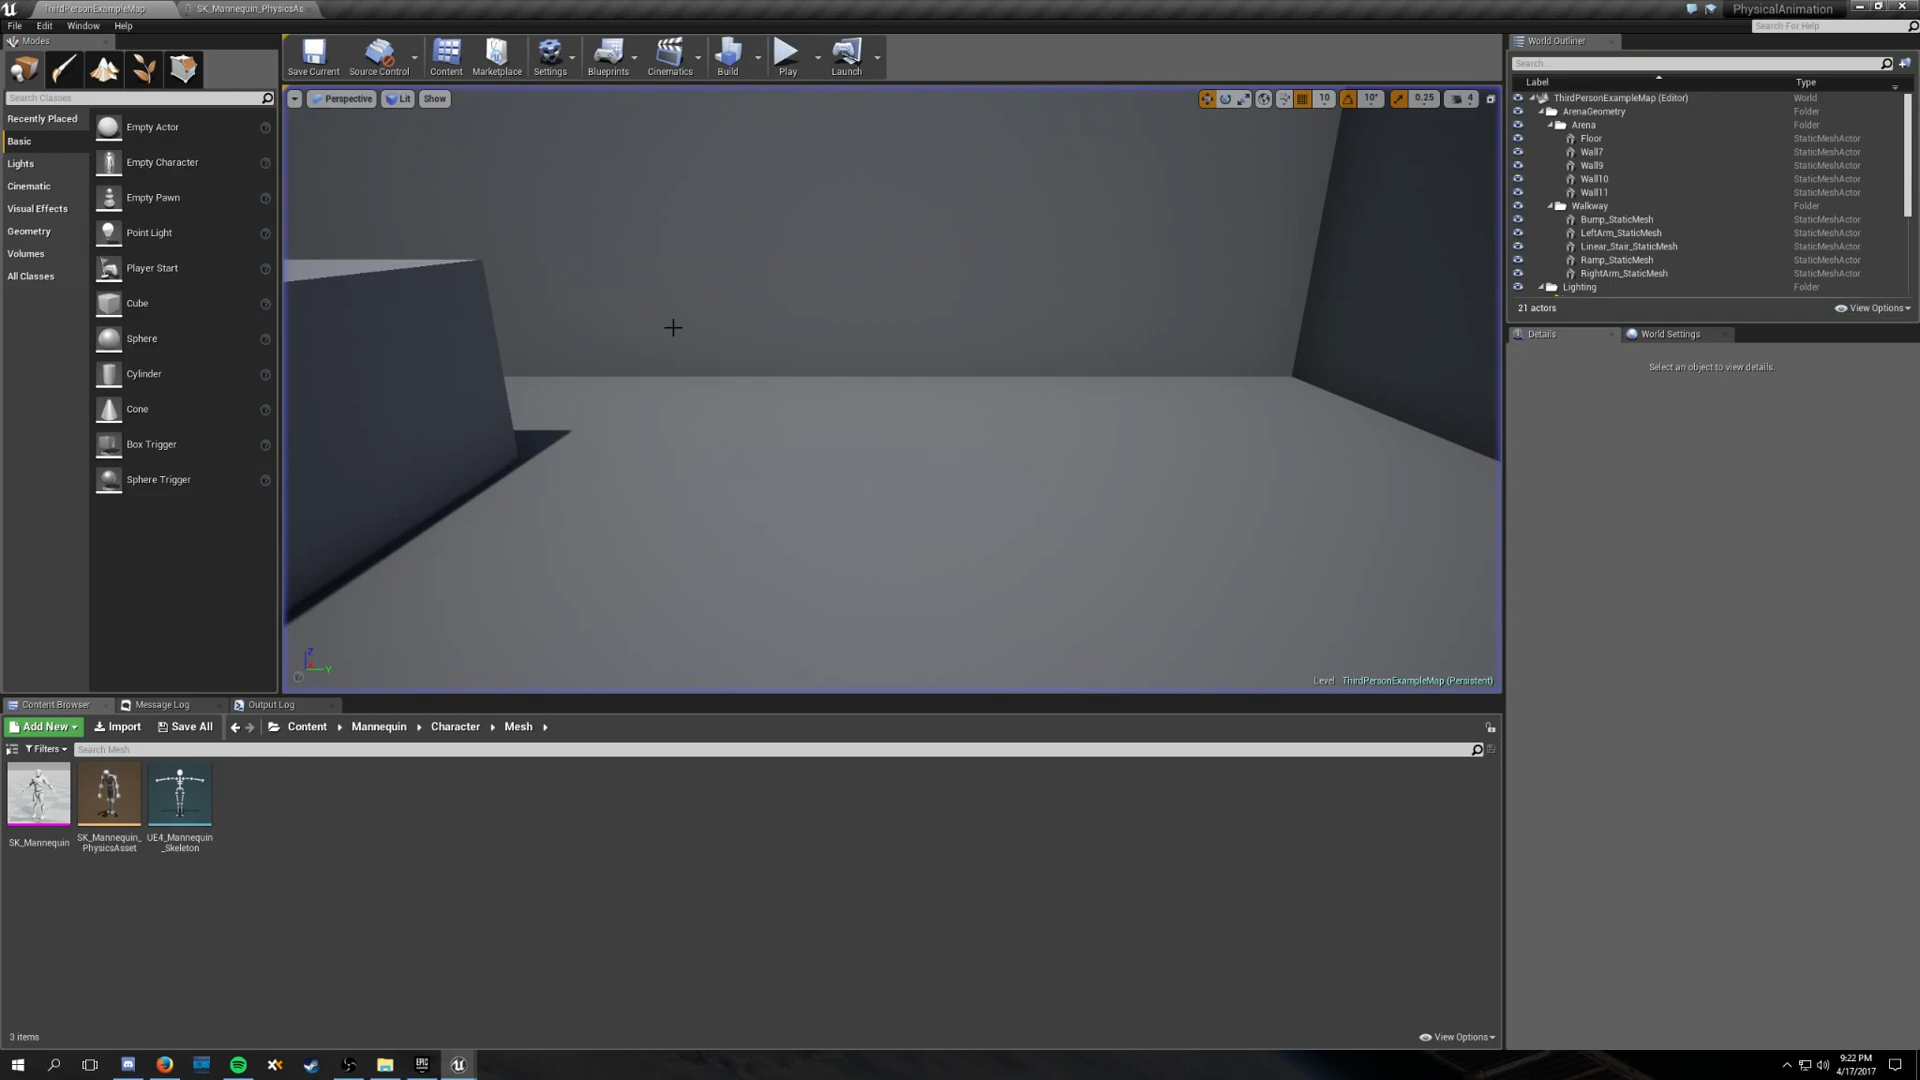 ThirdPersonExampleMap
SK_Mannequin_PhysicsAs
PhysicalAnimation
File Edit Window Help
Search For Help
Modes
Search Classes
Recently Placed
Basic
Lights
Cinematic
Visual Effects
Geometry
Volumes
All Classes
Empty Actor
Empty Character
Empty Pawn
Point Light
Player Start
Cube
Sphere
Cylinder
Cone
Box Trigger
Sphere Trigger
Save Current
Source Control
Content
Marketplace
Settings
Blueprints
Cinematics
Build
Play
Launch
Perspective Lit Show
10 10° 0.25 4
Z
X
Y
Level ThirdPersonExampleMap (Persistent)
World Outliner
Search...
Label Type
ThirdPersonExampleMap (Editor) World
ArenaGeometry Folder
Arena Folder
Floor StaticMeshActor
Wall7 StaticMeshActor
Wall9 StaticMeshActor
Wall10 StaticMeshActor
Wall11 StaticMeshActor
Walkway Folder
Bump_StaticMesh StaticMeshActor
LeftArm_StaticMesh StaticMeshActor
Linear_Stair_StaticMesh StaticMeshActor
Ramp_StaticMesh StaticMeshActor
RightArm_StaticMesh StaticMeshActor
Lighting Folder
21 actors View Options
Details World Settings
Select an object to view details.
Content Browser Message Log Output Log
Add New Import Save All Content Mannequin Character Mesh
Filters Search Mesh
SK_Mannequin
SK_Mannequin_
PhysicsAsset
UE4_Mannequin
_Skeleton
3 items View Options
EPIC
9:22 PM
4/17/2017